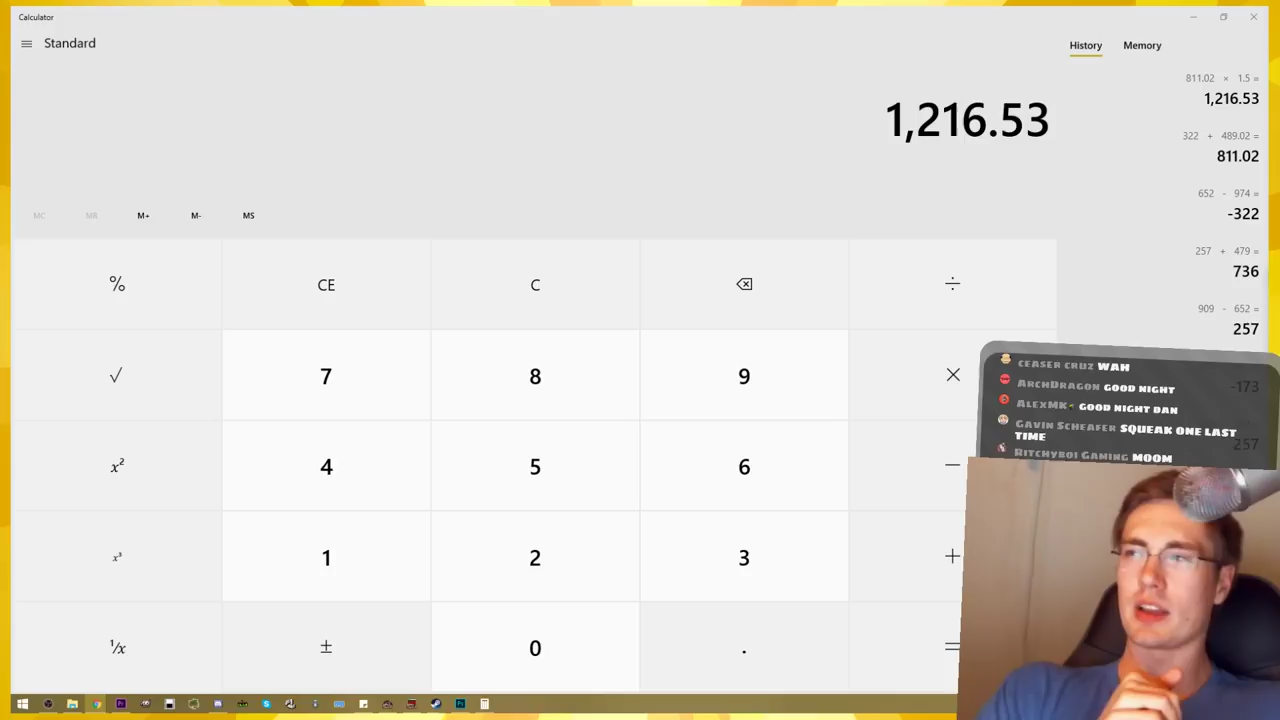 Calculator
Standard
History
Memory
811.02 × 1.5 =
1,216.53
1,216.53
322 + 489.02 =
811.02
652 - 974 =
-322
MC
MR
M+
M-
MS
257 + 479 =
736
909 - 652 =
257
-173
257
%
CE
C
÷
√
7
8
9
×
x²
4
5
6
−
x³
1
2
3
+
¹/x
±
0
.
=
CEASER CRUZ WAH
ARCHDRAGON GOOD NIGHT
ALEXMK GOOD NIGHT DAN
GAVIN SCHEAFER SQUEAK ONE LAST
TIME
RITCHYBOI GAMING MOOM